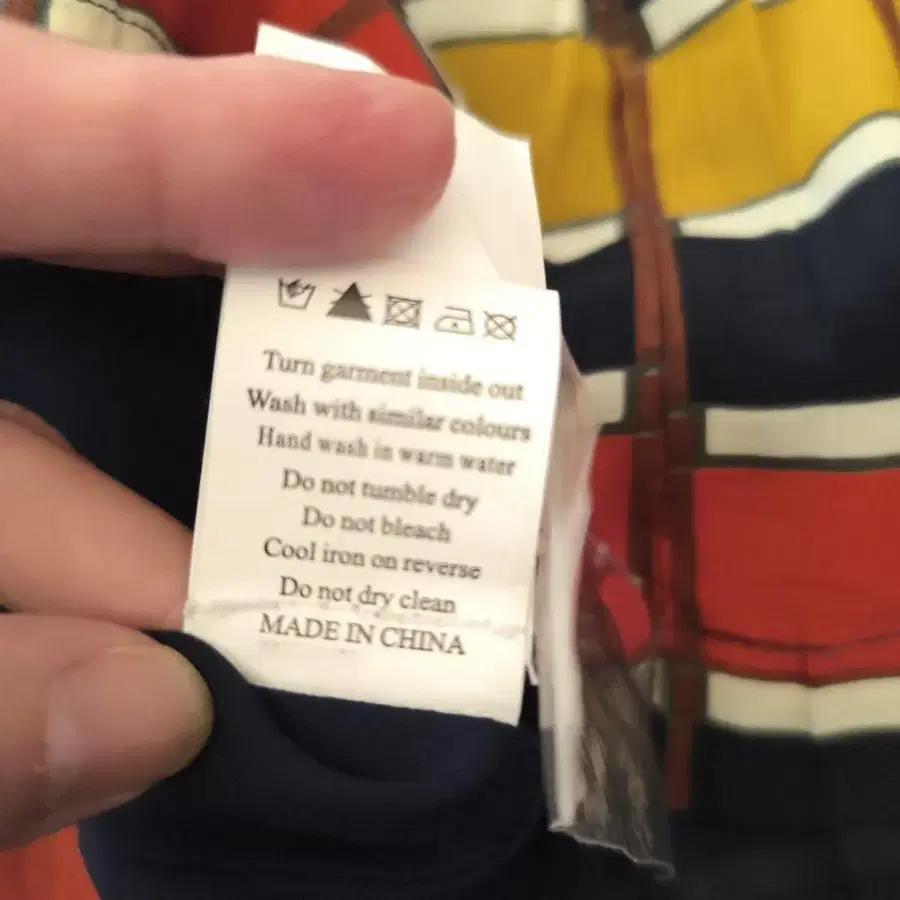 Turn garment inside out
Wash with similar colours
Hand wash in warm water
Do not tumble dry
Do not bleach
Cool iron on reverse
Do not dry clean
MADE IN CHINA